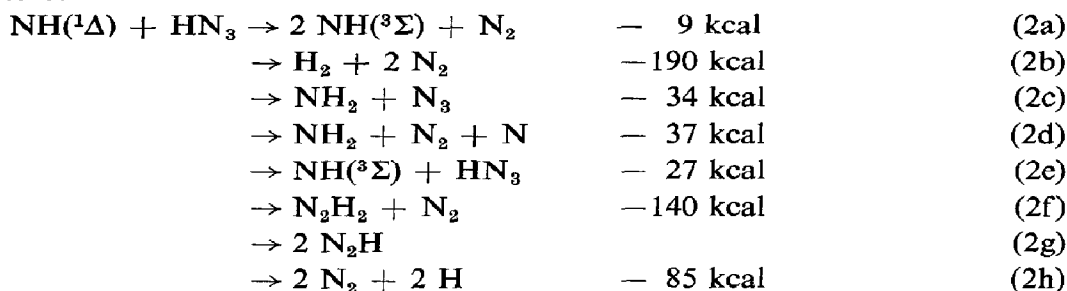 NH(¹Δ) + HN₃ → 2 NH(³Σ) + N₂ — 9 kcal (2a)
→ H₂ + 2 N₂ —190 kcal (2b)
→ NH₂ + N₃ — 34 kcal (2c)
→ NH₂ + N₂ + N — 37 kcal (2d)
→ NH(³Σ) + HN₃ — 27 kcal (2e)
→ N₂H₂ + N₂ —140 kcal (2f)
→ 2 N₂H (2g)
→ 2 N₂ + 2 H — 85 kcal (2h)